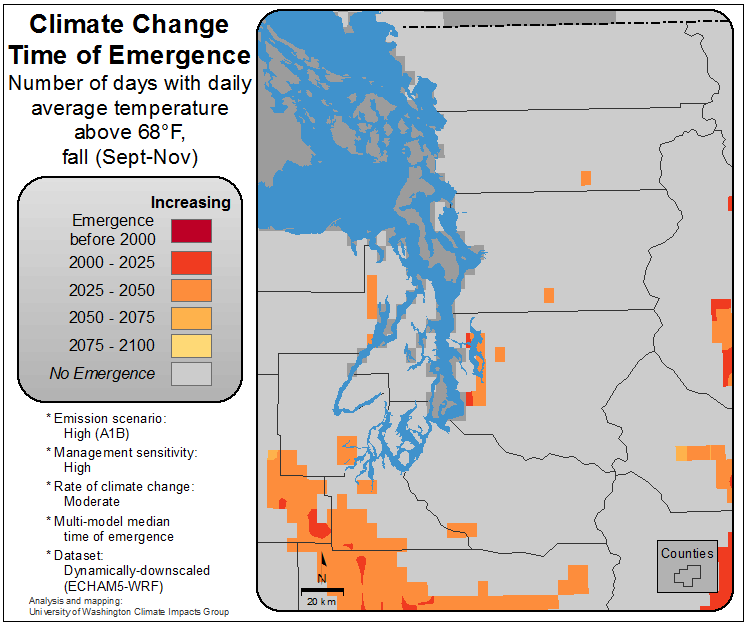 Climate Change
Time of Emergence
Number of days with daily
average temperature
above 68°F,
fall (Sept-Nov)
Increasing
Emergence
before 2000
2000 - 2025
2025 - 2050
2050 - 2075
2075 - 2100
No Emergence
* Emission scenario:
High (A1B)
* Management sensitivity:
High
* Rate of climate change:
Moderate
* Multi-model median
time of emergence
* Dataset:
Dynamically-downscaled
(ECHAM5-WRF)
Analysis and mapping:
University of Washington Climate Impacts Group
N
20 km
Counties